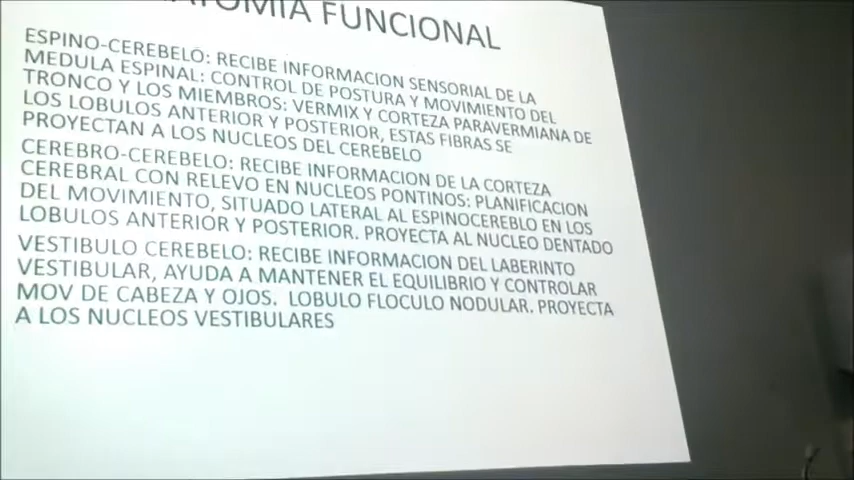 ANATOMIA FUNCIONAL
ESPINO-CEREBELO: RECIBE INFORMACION SENSORIAL DE LA
MEDULA ESPINAL: CONTROL DE POSTURA Y MOVIMIENTO DEL
TRONCO Y LOS MIEMBROS: VERMIX Y CORTEZA PARAVERMIANA DE
LOS LOBULOS ANTERIOR Y POSTERIOR, ESTAS FIBRAS SE
PROYECTAN A LOS NUCLEOS DEL CEREBELO
CEREBRO-CEREBELO: RECIBE INFORMACION DE LA CORTEZA
CEREBRAL CON RELEVO EN NUCLEOS PONTINOS: PLANIFICACION
DEL MOVIMIENTO, SITUADO LATERAL AL ESPINOCEREBLO EN LOS
LOBULOS ANTERIOR Y POSTERIOR. PROYECTA AL NUCLEO DENTADO
VESTIBULO CEREBELO: RECIBE INFORMACION DEL LABERINTO
VESTIBULAR, AYUDA A MANTENER EL EQUILIBRIO Y CONTROLAR
MOV DE CABEZA Y OJOS. LOBULO FLOCULO NODULAR. PROYECTA
A LOS NUCLEOS VESTIBULARES